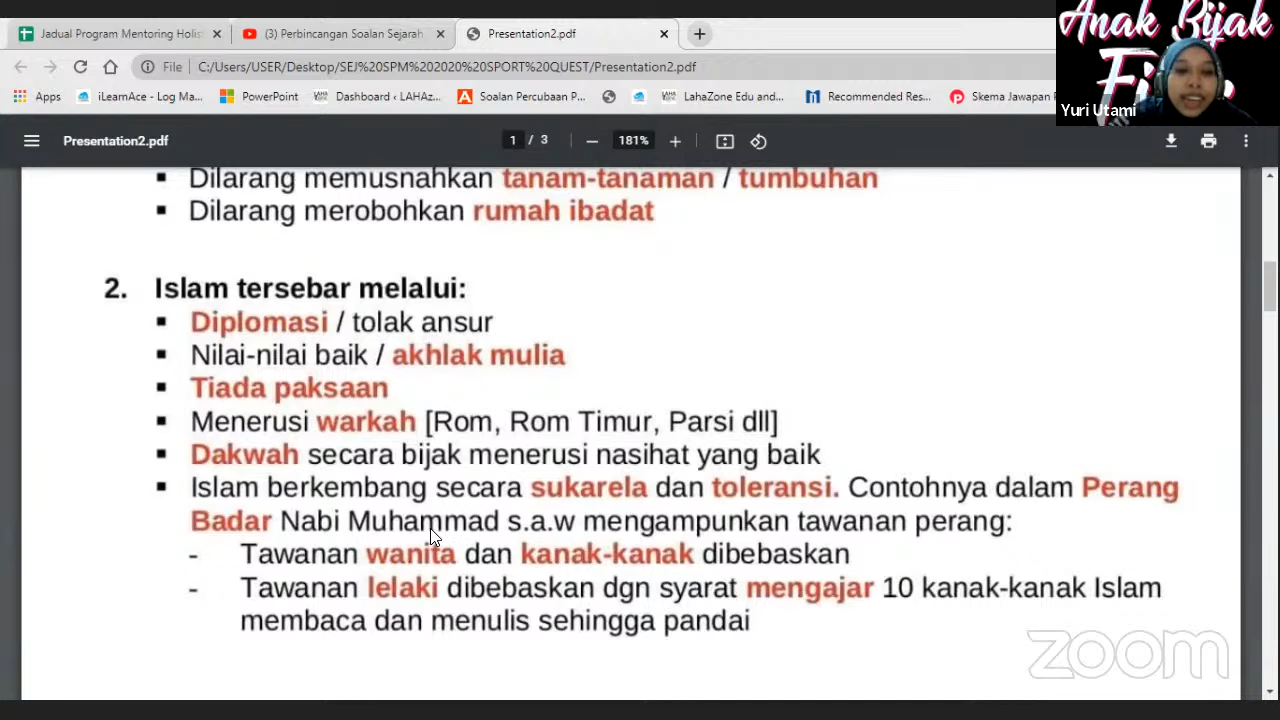 Jadual Program Mentoring Holis
(3) Perbincangan Soalan Sejarah
Presentation2.pdf
Anak Bijak
Yuri Utami
File
C:/Users/USER/Desktop/SEJ%20SPM%20%20%20SPORT%20QUEST/Presentation2.pdf
Apps
iLearnAce - Log Ma...
PowerPoint
Dashboard ‹ LAHAz...
Soalan Percubaan P...
LahaZone Edu and...
Recommended Res...
Skema Jawapan
Presentation2.pdf
1 / 3
181%
▪ Dilarang memusnahkan tanam-tanaman / tumbuhan
▪ Dilarang merobohkan rumah ibadat
2. Islam tersebar melalui:
▪ Diplomasi / tolak ansur
▪ Nilai-nilai baik / akhlak mulia
▪ Tiada paksaan
▪ Menerusi warkah [Rom, Rom Timur, Parsi dll]
▪ Dakwah secara bijak menerusi nasihat yang baik
▪ Islam berkembang secara sukarela dan toleransi. Contohnya dalam Perang
Badar Nabi Muhammad s.a.w mengampunkan tawanan perang:
- Tawanan wanita dan kanak-kanak dibebaskan
- Tawanan lelaki dibebaskan dgn syarat mengajar 10 kanak-kanak Islam
membaca dan menulis sehingga pandai
zoom